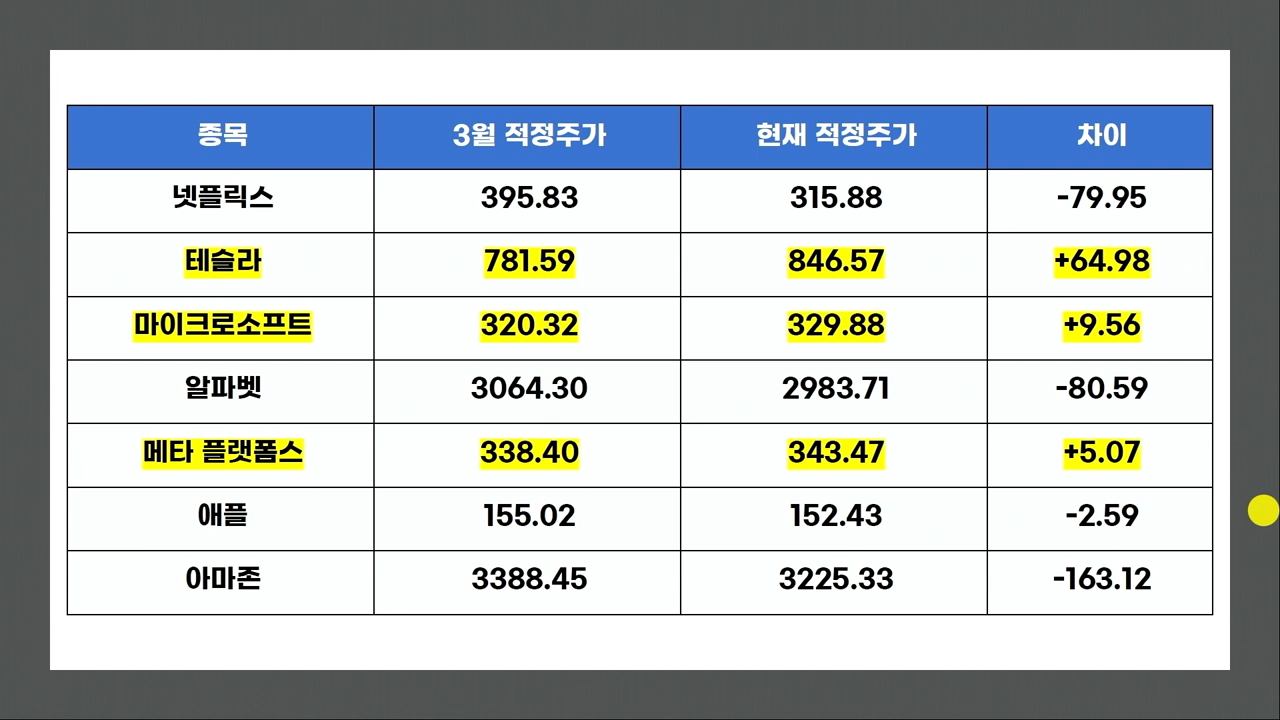 종목 3월 적정주가 현재 적정주가 차이
넷플릭스 395.83 315.88 -79.95
테슬라 781.59 846.57 +64.98
마이크로소프트 320.32 329.88 +9.56
알파벳 3064.30 2983.71 -80.59
메타 플랫폼스 338.40 343.47 +5.07
애플 155.02 152.43 -2.59
아마존 3388.45 3225.33 -163.12